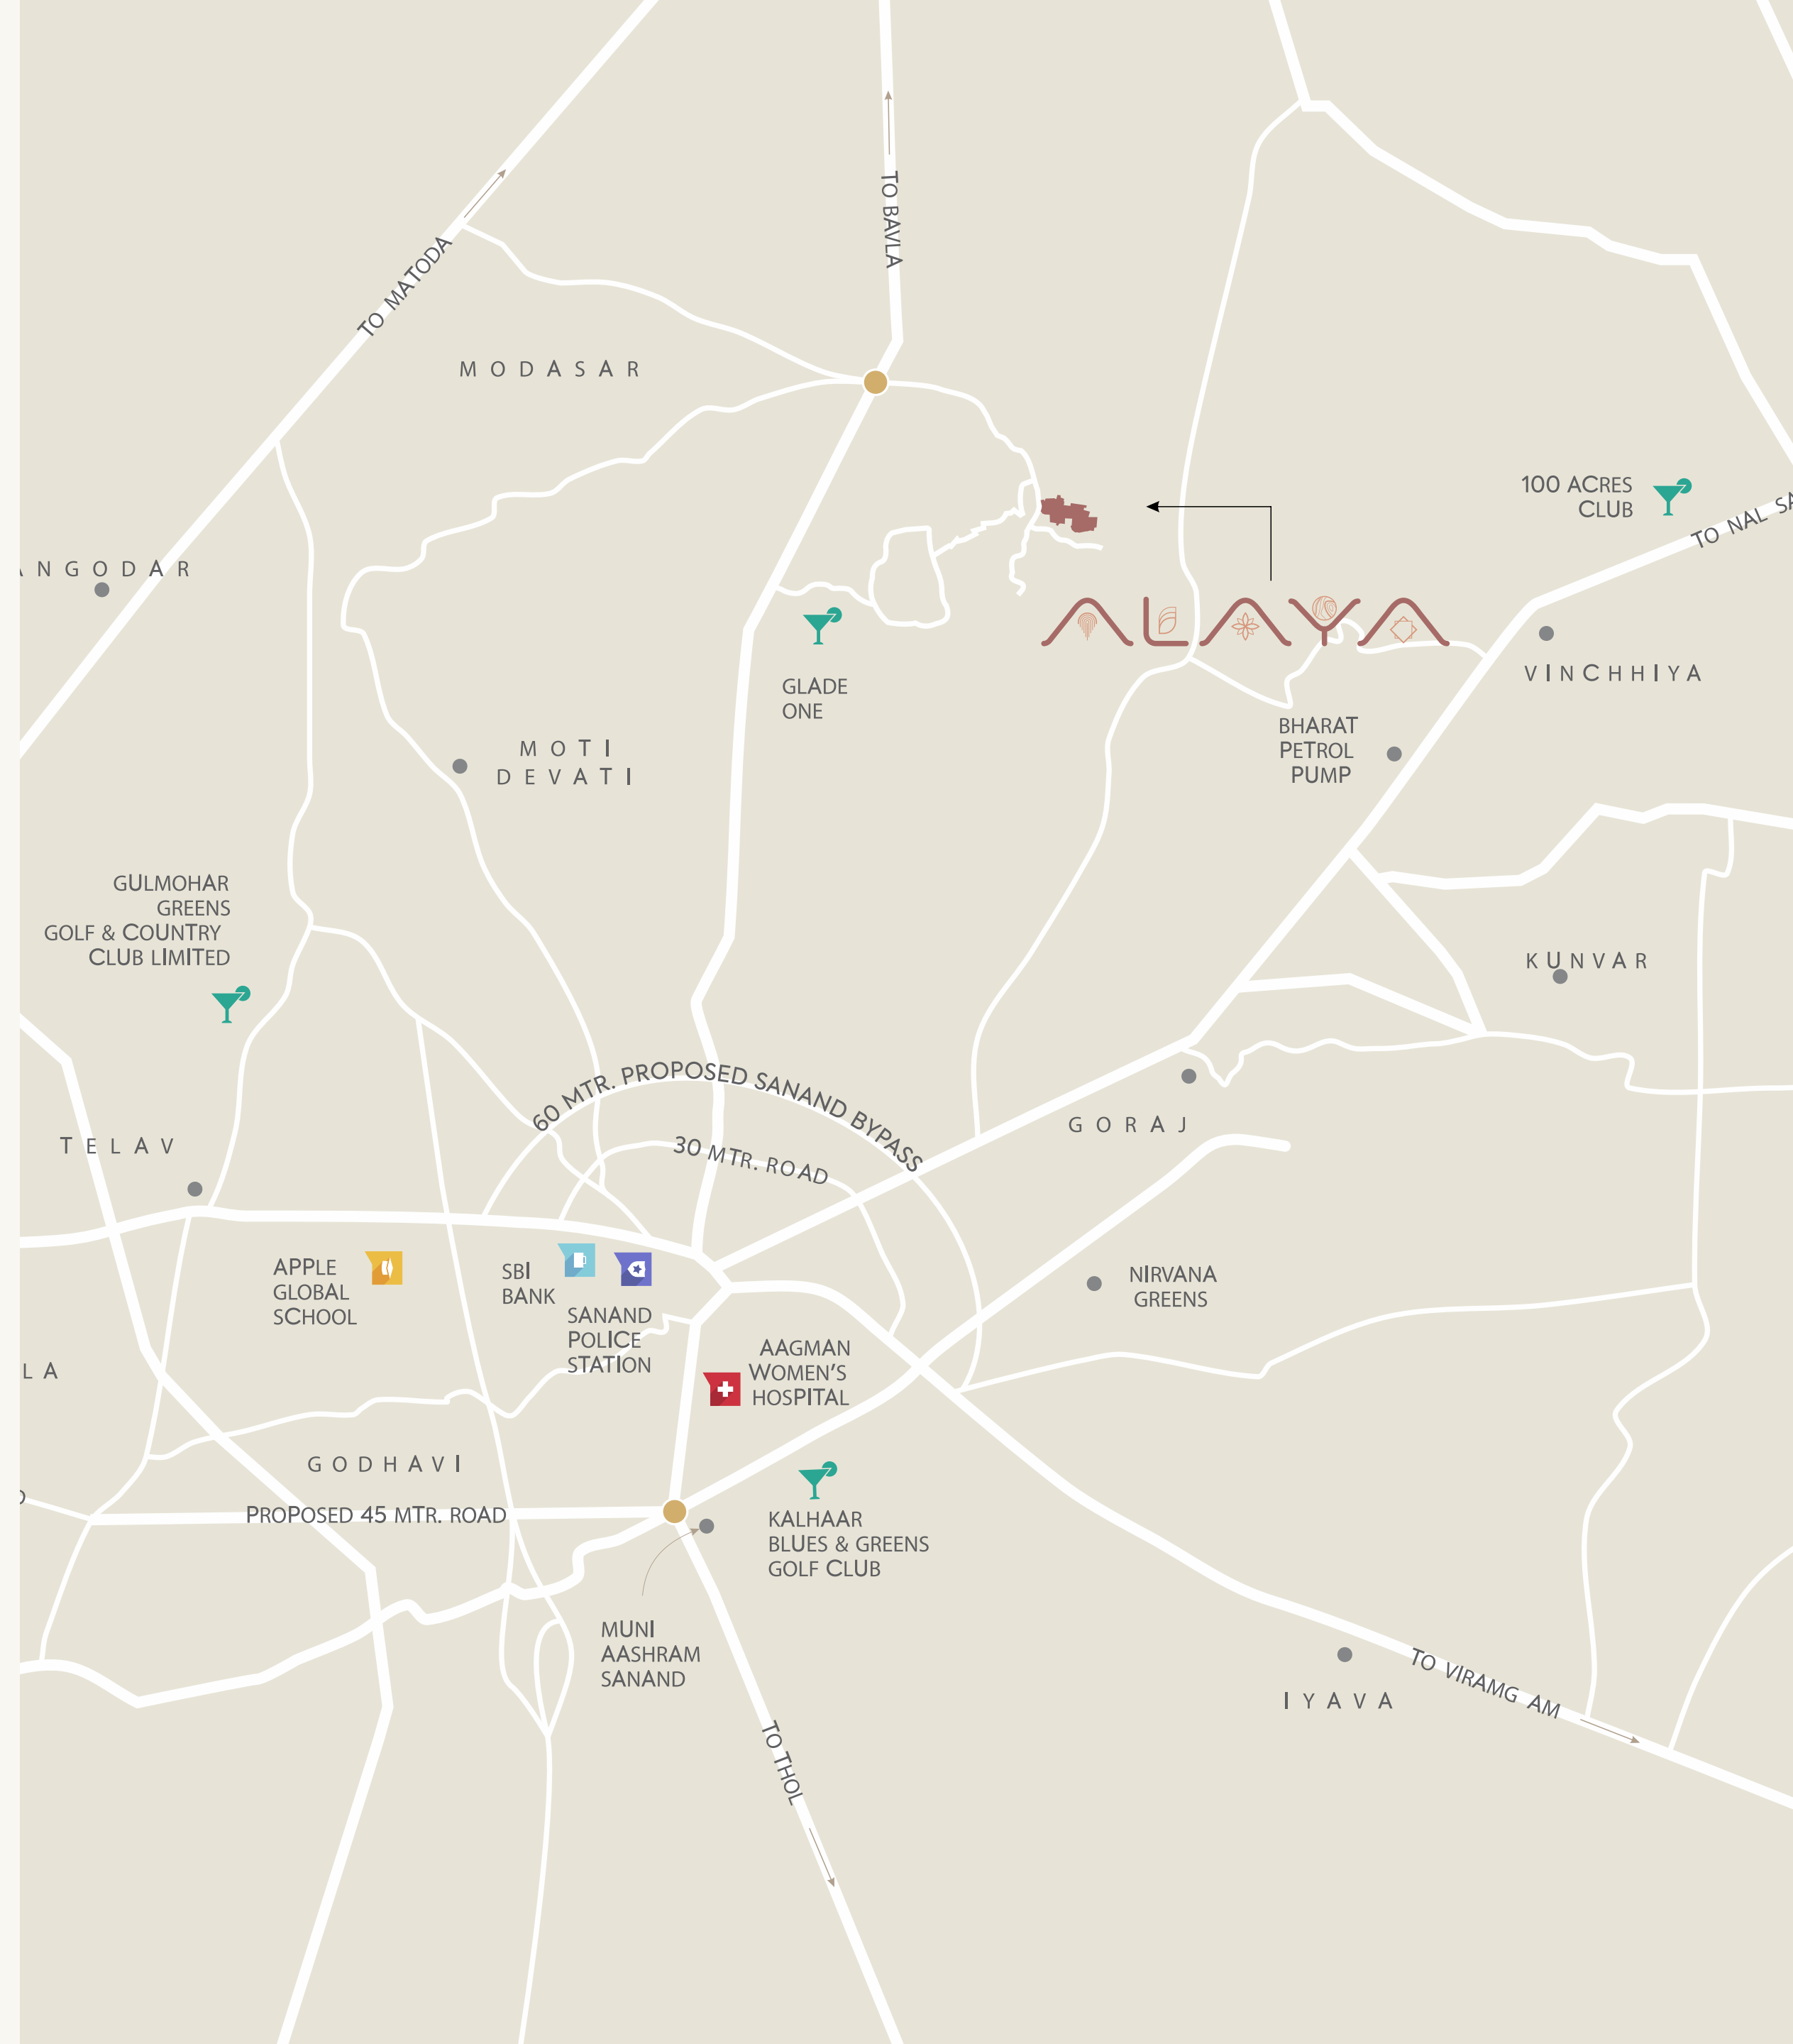 TO BAVLA
TO MATODA
MODASAR
100 ACRES
CLUB
TO NAL SA
ANGODAR
ALAYA
GLADE
ONE
VINCHHIYA
MOTI
DEVATI
BHARAT
PETROL
PUMP
GULMOHAR
GREENS
GOLF & COUNTRY
CLUB LIMITED
KUNVAR
60 MTR. PROPOSED SANAND BYPASS
30 MTR. ROAD
GORAJ
TELAV
APPLE
GLOBAL
SCHOOL
SBI
BANK
SANAND
POLICE
STATION
NIRVANA
GREENS
AAGMAN
WOMEN'S
HOSPITAL
LA
GODHAVI
PROPOSED 45 MTR. ROAD
KALHAAR
BLUES & GREENS
GOLF CLUB
MUNI
AASHRAM
SANAND
TO VIRAMG AM
IYAVA
TO THOL